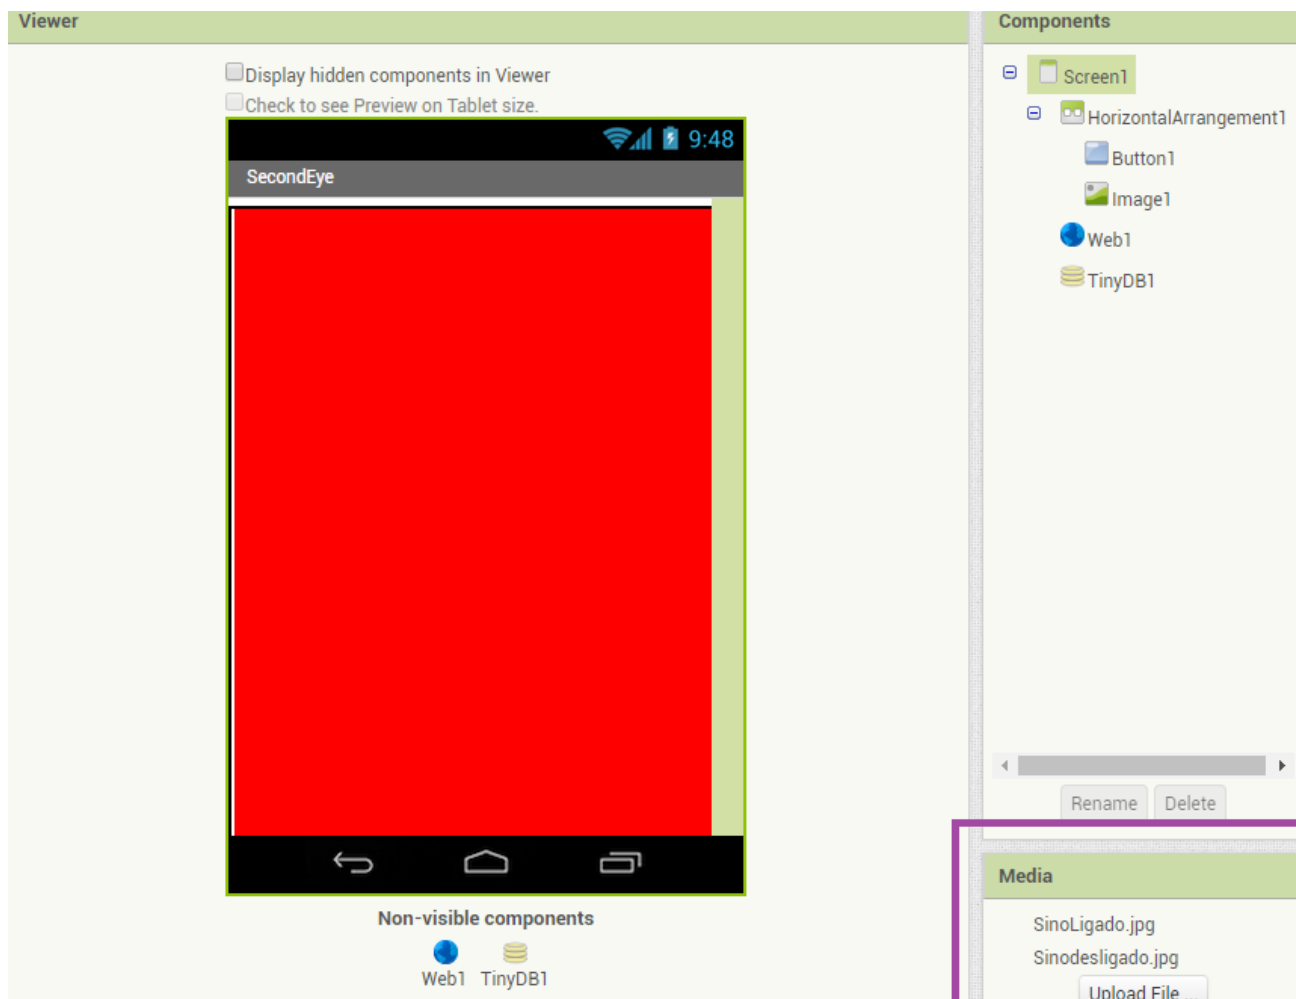 Viewer
Display hidden components in Viewer
Check to see Preview on Tablet size.
9:48
SecondEye
Non-visible components
Web1 TinyDB1
Components
Screen1
HorizontalArrangement1
Button1
Image1
Web1
TinyDB1
Rename Delete
Media
SinoLigado.jpg
Sinodesligado.jpg
Upload File ...